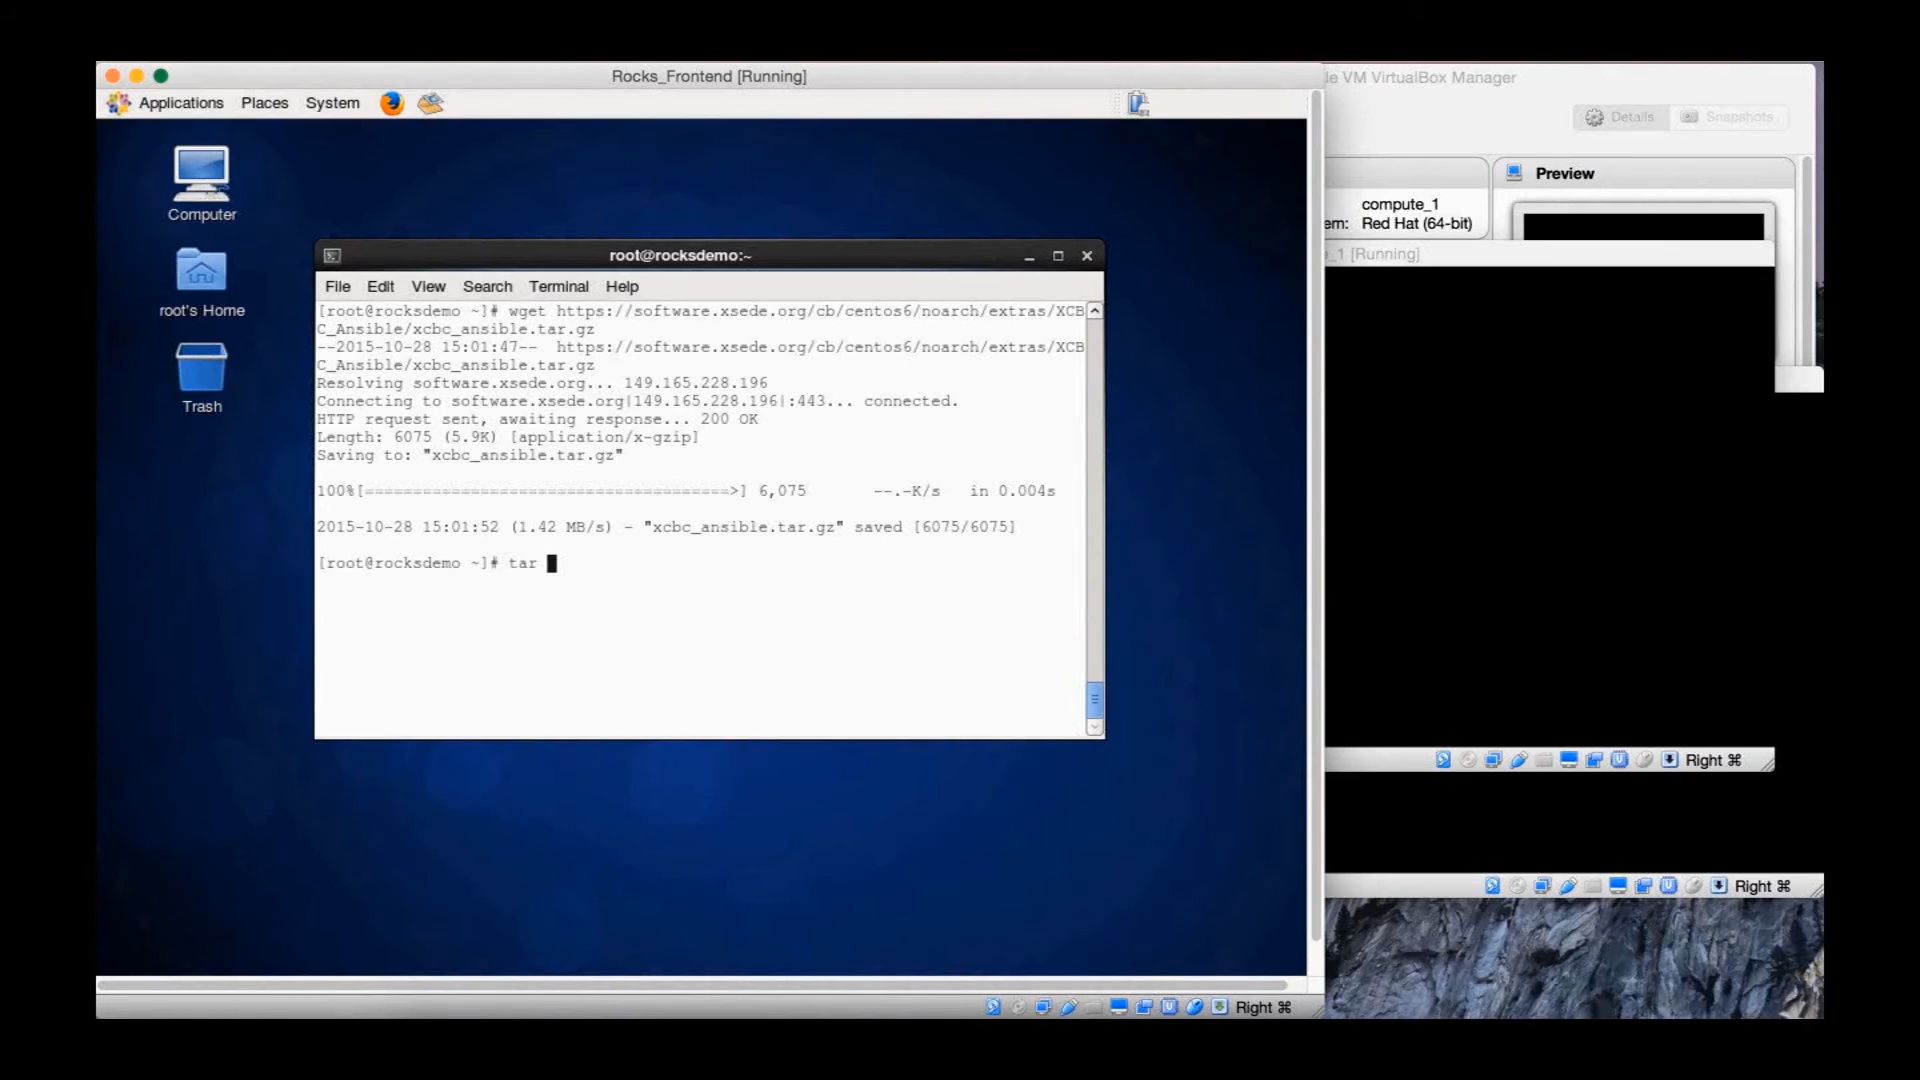 Rocks_Frontend [Running]
Applications Places System
Computer
root's Home
Trash
root@rocksdemo:~
File Edit View Search Terminal Help
[root@rocksdemo ~]# wget https://software.xsede.org/cb/centos6/noarch/extras/XCB
C_Ansible/xcbc_ansible.tar.gz
--2015-10-28 15:01:47-- https://software.xsede.org/cb/centos6/noarch/extras/XCB
C_Ansible/xcbc_ansible.tar.gz
Resolving software.xsede.org... 149.165.228.196
Connecting to software.xsede.org|149.165.228.196|:443... connected.
HTTP request sent, awaiting response... 200 OK
Length: 6075 (5.9K) [application/x-gzip]
Saving to: "xcbc_ansible.tar.gz"
100%[======================================>] 6,075 --.-K/s in 0.004s
2015-10-28 15:01:52 (1.42 MB/s) - "xcbc_ansible.tar.gz" saved [6075/6075]
[root@rocksdemo ~]# tar
Right ⌘
le VM VirtualBox Manager
Details Snapshots
Preview
compute_1
em: Red Hat (64-bit)
_1 [Running]
Right ⌘
Right ⌘